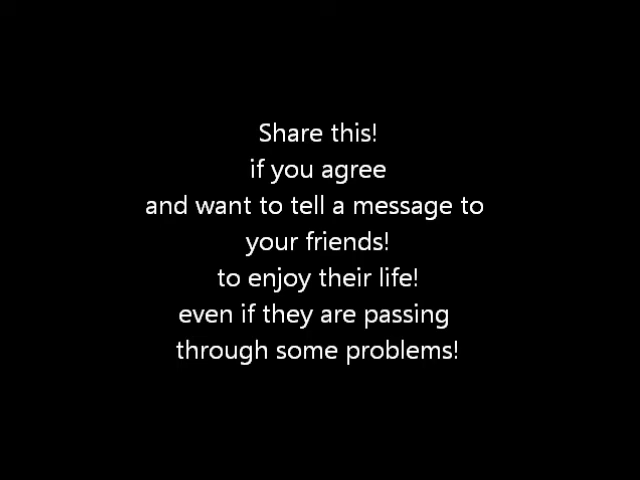 Share this!
if you agree
and want to tell a message to
your friends!
to enjoy their life!
even if they are passing
through some problems!